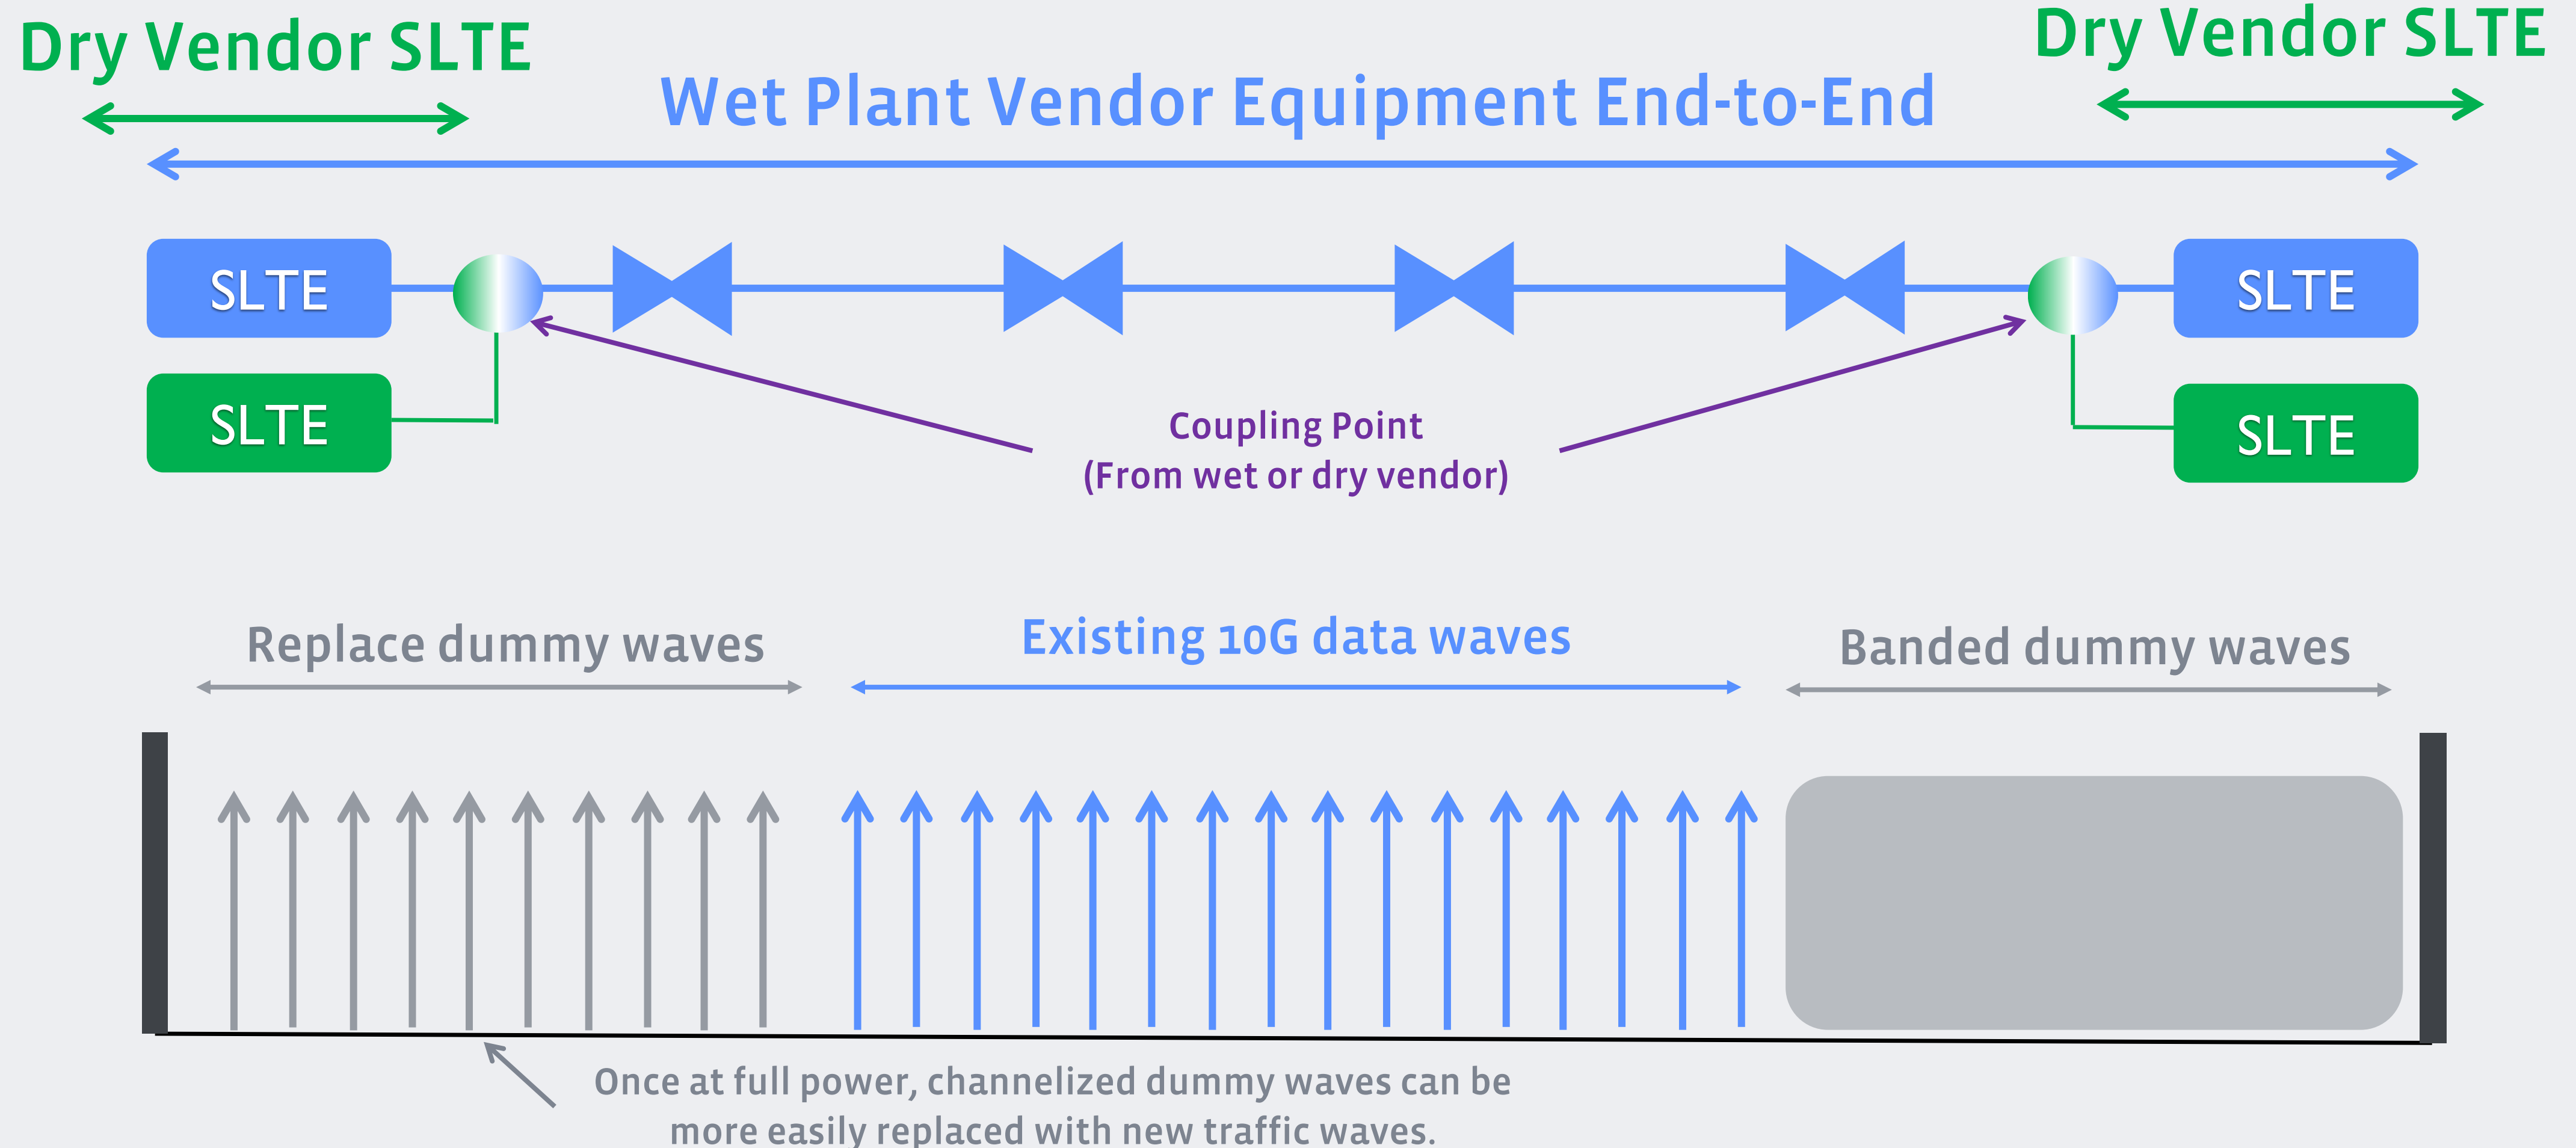 Dry Vendor SLTE
Dry Vendor SLTE
Wet Plant Vendor Equipment End-to-End
SLTE
SLTE
SLTE
SLTE
Coupling Point
(From wet or dry vendor)
Replace dummy waves
Existing 10G data waves
Banded dummy waves
Once at full power, channelized dummy waves can be
more easily replaced with new traffic waves.